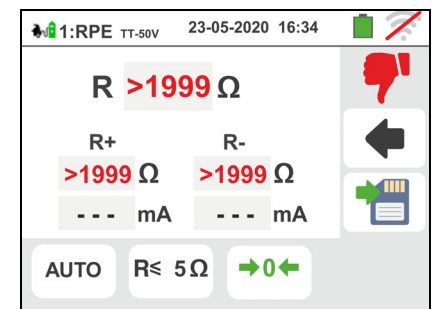 1:RPE TT-50V 23-05-2020 16:34
R >1999 Ω
R+ R-
>1999 Ω >1999 Ω
- - - mA - - - mA
AUTO R≤ 5Ω →0←